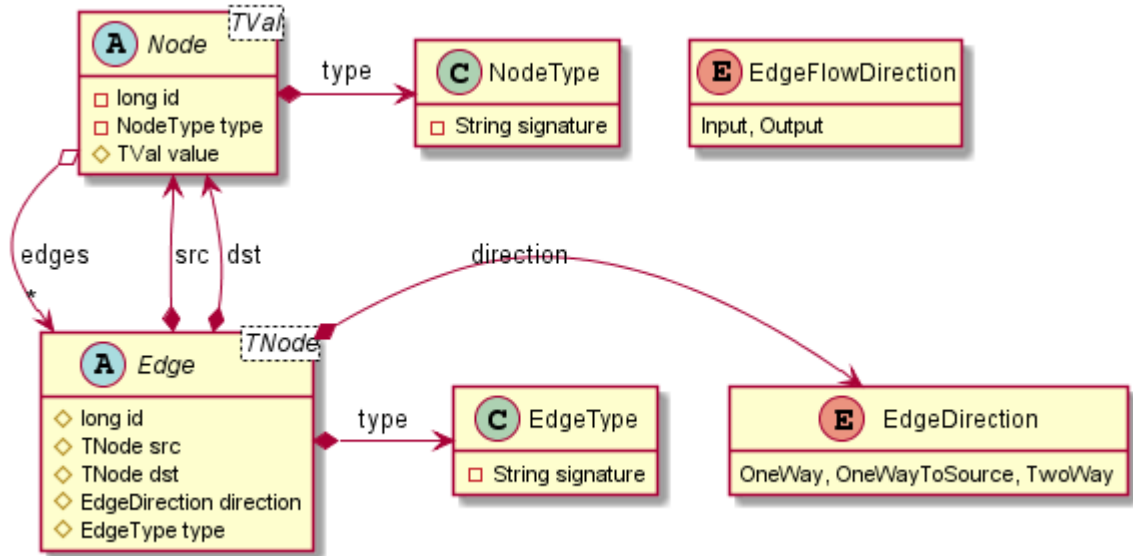 TVal
A Node
long id
NodeType type
TVal value
type
C NodeType
String signature
E EdgeFlowDirection
Input, Output
edges
src
dst
direction
*
TNode
A Edge
long id
TNode src
TNode dst
EdgeDirection direction
EdgeType type
type
C EdgeType
String signature
E EdgeDirection
OneWay, OneWayToSource, TwoWay